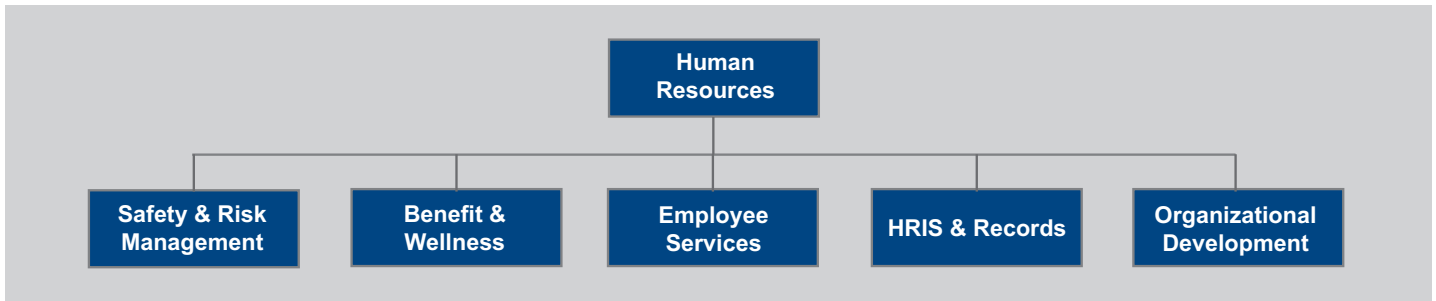 Human
Resources
Safety & Risk
Management
Benefit &
Wellness
Employee
Services
HRIS & Records
Organizational
Development